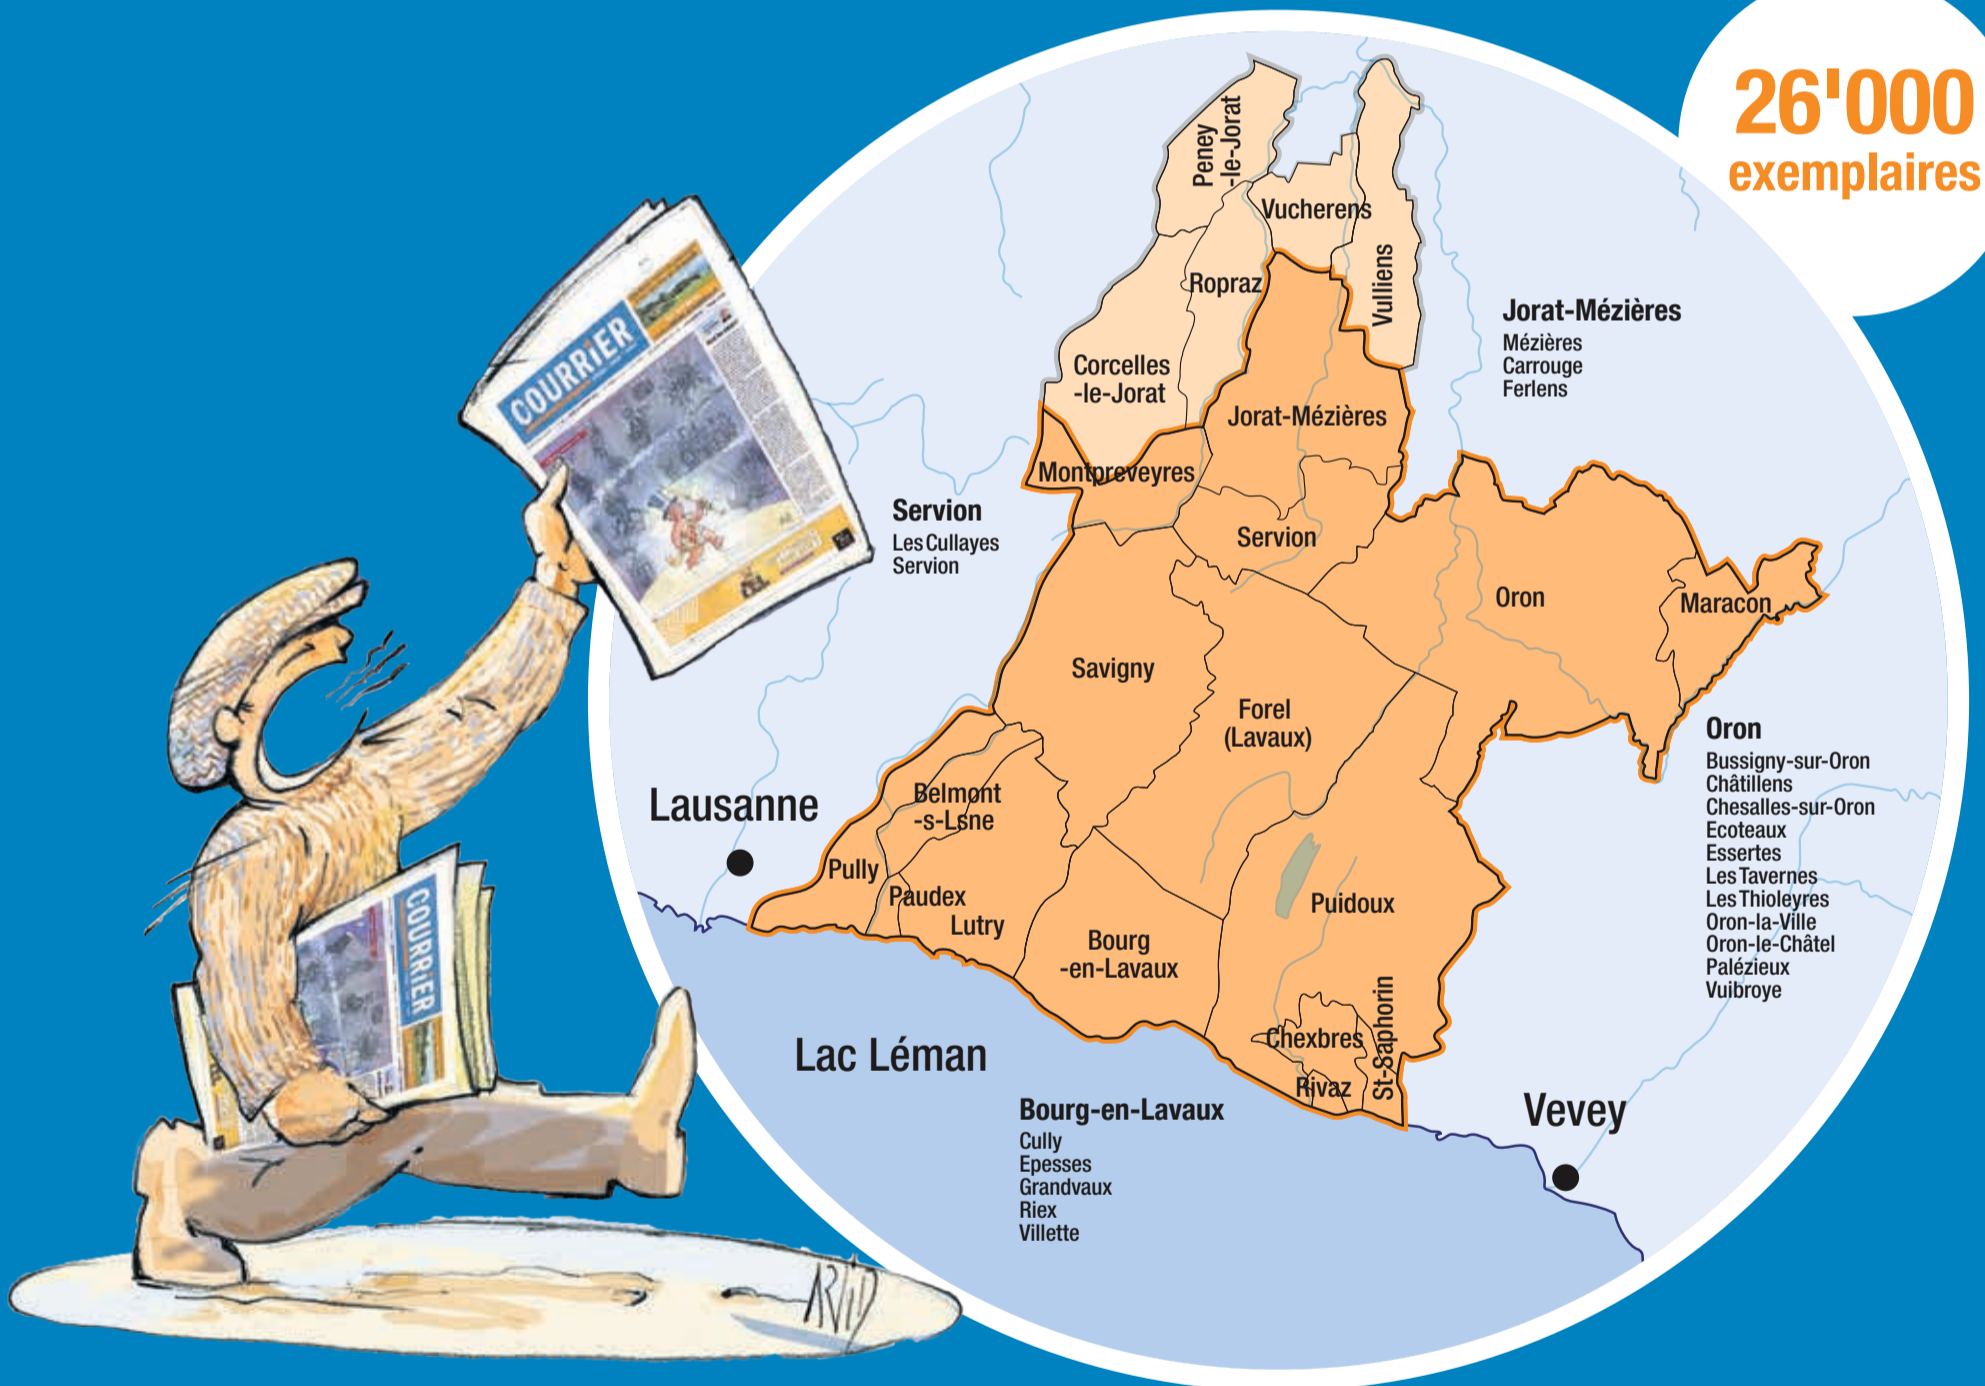 26'000
exemplaires
Peney
-le-Jorat
Vucherens
Vulliens
Ropraz
Corcelles
-le-Jorat
Jorat-Mézières
Mézières
Carrouge
Ferlens
Jorat-Mézières
Montpreveyres
Servion
Les Cullayes
Servion
Servion
Oron
Maracon
Savigny
Forel
(Lavaux)
Oron
Bussigny-sur-Oron
Châtillens
Chesalles-sur-Oron
Ecoteaux
Essertes
Les Tavernes
Les Thioleyres
Oron-la-Ville
Oron-le-Châtel
Palézieux
Vuibroye
Lausanne
Belmont
-s-Lsne
Pully
Paudex
Lutry
Bourg
-en-Lavaux
Puidoux
Chexbres
St-Saphorin
Rivaz
Lac Léman
Vevey
Bourg-en-Lavaux
Cully
Epesses
Grandvaux
Riex
Villette
COURRiER
COURRiER